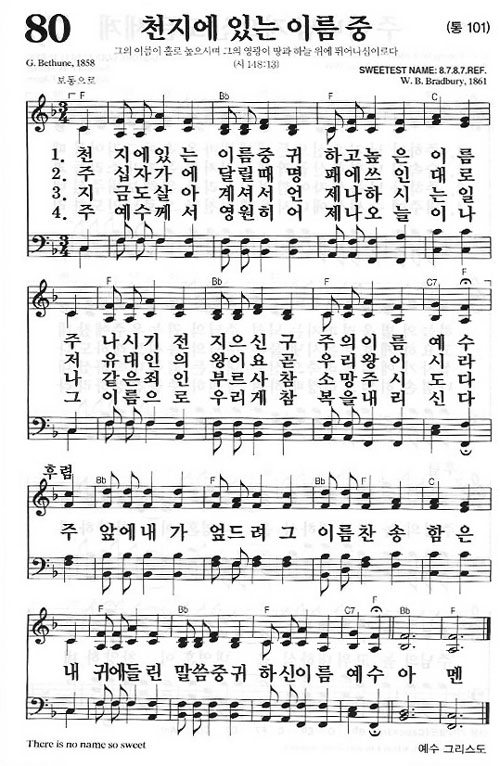 80 천지에 있는 이름 중 (통 101)
그의 이름이 홀로 높으시며 그의 영광이 땅과 하늘 위에 뛰어나심이로다
(시 148:13)
G. Bethune, 1858
SWEETEST NAME: 8.7.8.7.REF.
보통으로
W. B. Bradbury, 1861
F Bb F C
1. 천 지에있 는 이름중 귀 하고높 은 이 름
2. 주 십자가 에 달릴때 명 패에쓰 인 대 로
3. 지 금도살 아 계셔서 언 제나하 시 는 일
4. 주 예수께 서 영원히 어 제나오 늘 이 나
F Bb F C7 F
주 나시기 전 지으신 구 주의이 름 예 수
저 유대인 의 왕이요 곧 우리왕 이 시 라
나 같은죄 인 부르사 참 소망주 시 도 다
그 이름으 로 우리게 참 복을내 리 신 다
후렴
Bb F Bb F C
주 앞에내 가 엎드려 그 이름찬 송 함 은
F Bb F C7 F Bb F
내 귀에들 린 말씀중귀 하신이름 예수 아 멘
There is no name so sweet
예수 그리스도